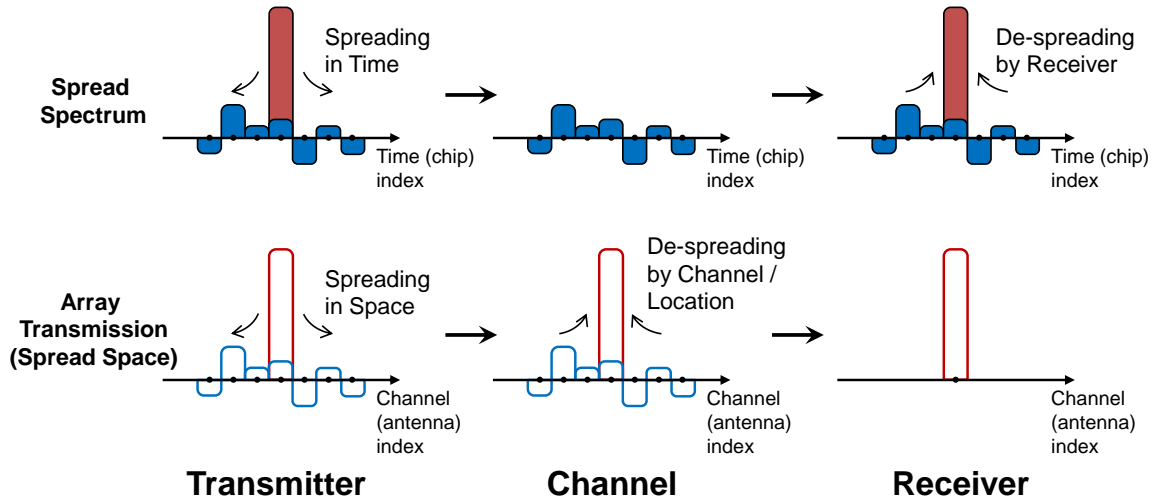 Spread
Spectrum
Spreading
in Time
Time (chip)
index
Time (chip)
index
De-spreading
by Receiver
Time (chip)
index
Array
Transmission
(Spread Space)
Spreading
in Space
Channel
(antenna)
index
De-spreading
by Channel /
Location
Channel
(antenna)
index
Channel
(antenna)
index
Transmitter
Channel
Receiver